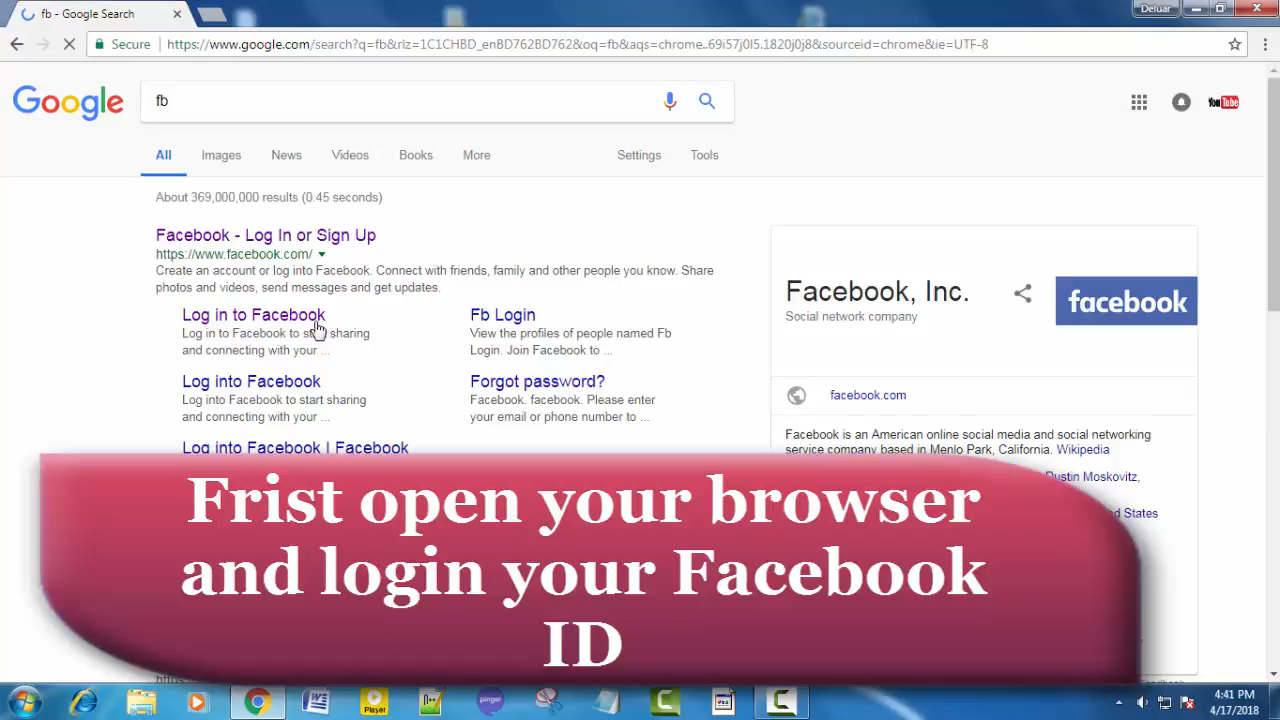 fb - Google Search
Deluar
Secure https://www.google.com/search?q=fb&rlz=1C1CHBD_enBD762BD762&oq=fb&aqs=chrome..69i57j0l5.1820j0j8&sourceid=chrome&ie=UTF-8
Google
fb
YouTube
All Images News Videos Books More Settings Tools
About 369,000,000 results (0.45 seconds)
Facebook - Log In or Sign Up
https://www.facebook.com/
Create an account or log into Facebook. Connect with friends, family and other people you know. Share
photos and videos, send messages and get updates.
Log in to Facebook
Log in to Facebook to start sharing
and connecting with your ...
Fb Login
View the profiles of people named Fb
Login. Join Facebook to ...
Log into Facebook
Log into Facebook to start sharing
and connecting with your ...
Forgot password?
Facebook. facebook. Please enter
your email or phone number to ...
Log into Facebook | Facebook
Facebook, Inc.
Social network company
facebook
facebook.com
Facebook is an American online social media and social networking
service company based in Menlo Park, California. Wikipedia
Dustin Moskovitz,
States
Frist open your browser
and login your Facebook
ID
Player
pinger
4:41 PM
4/17/2018